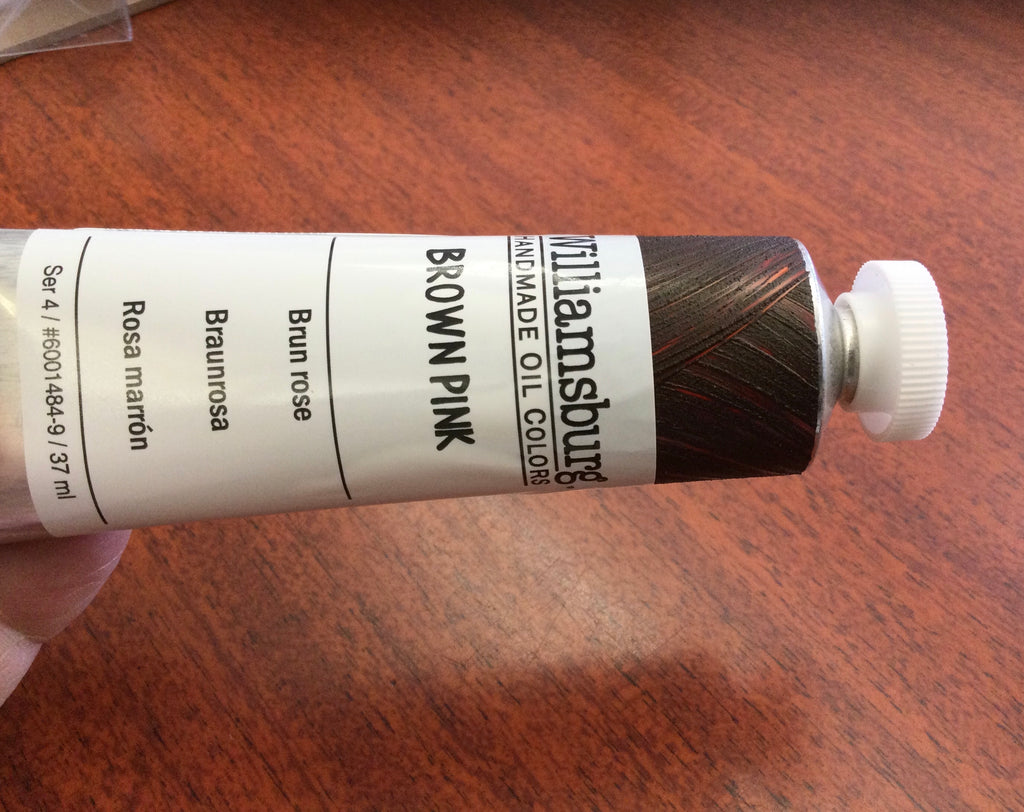 Williamsburg
HANDMADE OIL COLORS
BROWN PINK
Brun rose
Braunrosa
Rosa marrón
Ser 4 / #6001484-9 / 37 ml